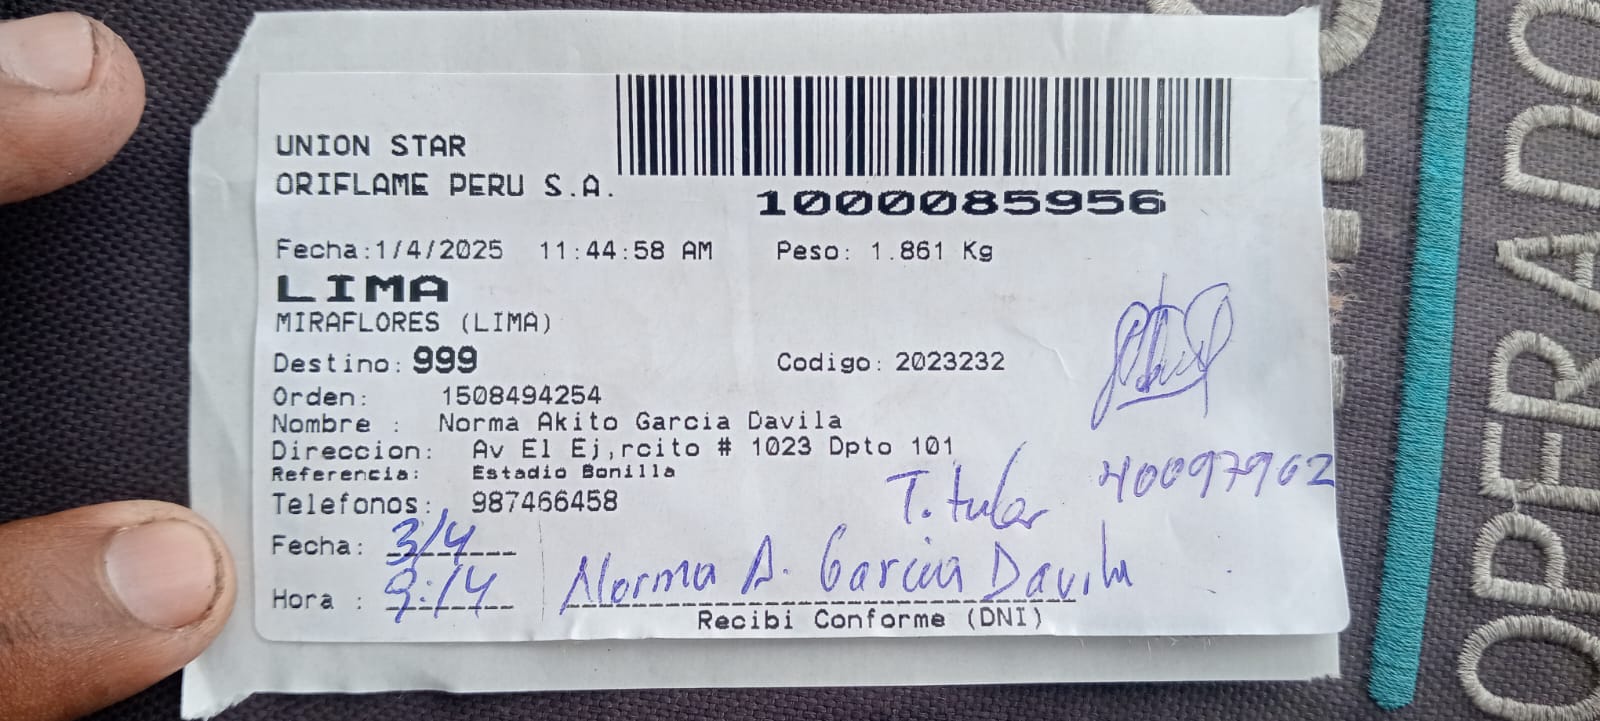 UNION STAR
ORIFLAME PERU S.A.
1000085956
Fecha:1/4/2025 11:44:58 AM Peso: 1.861 Kg
LIMA
MIRAFLORES (LIMA)
Destino: 999 Codigo: 2023232
Orden: 1508494254
Nombre : Norma Akito Garcia Davila
Direccion: Av El Ej,rcito # 1023 Dpto 101
Referencia: Estadio Bonilla
Telefonos: 987466458
T.tular 40097962
Fecha: 3/4
Hora : 9:14 Norma A. Garcia Davila
Recibi Conforme (DNI)
OPERADO